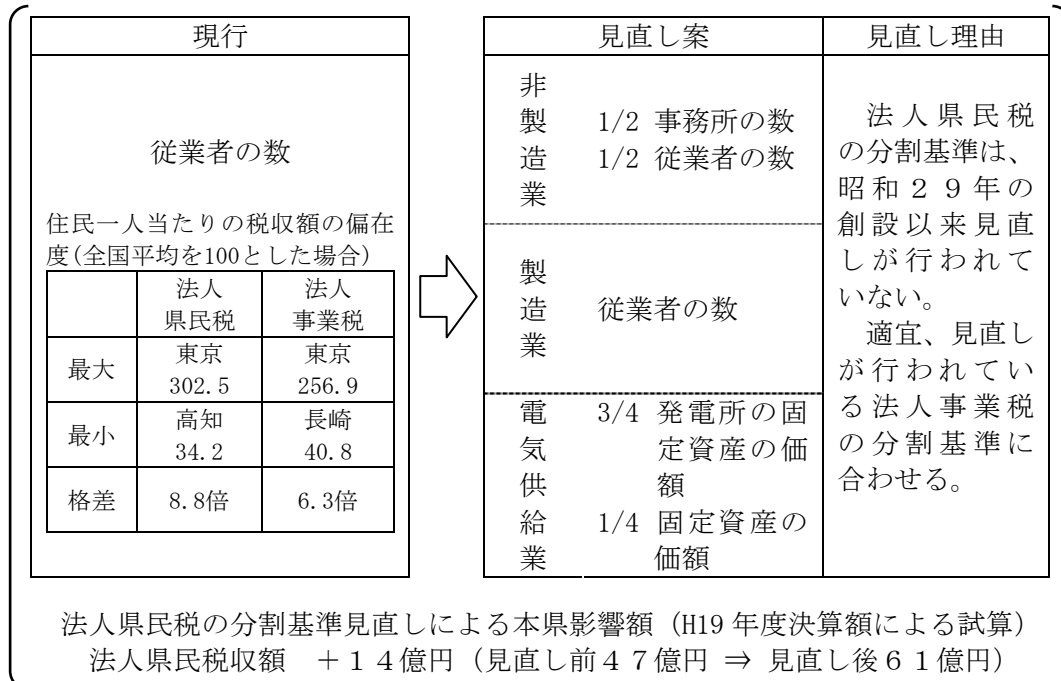 現行
従業者の数
住民一人当たりの税収額の偏在
度(全国平均を100とした場合)
法人
県民税
法人
事業税
最大
東京
302.5
東京
256.9
最小
高知
34.2
長崎
40.8
格差
8.8倍
6.3倍
見直し案
見直し理由
非製造業
1/2 事務所の数
1/2 従業者の数
製造業
従業者の数
電気供給業
3/4 発電所の固
定資産の価
額
1/4 固定資産の
価額
法人県民税
の分割基準は、
昭和29年の
創設以来見直
しが行われて
いない。
適宜、見直し
が行われてい
る法人事業税
の分割基準に
合わせる。
法人県民税の分割基準見直しによる本県影響額（H19年度決算額による試算）
法人県民税収額　＋１４億円（見直し前４７億円 ⇒ 見直し後６１億円）